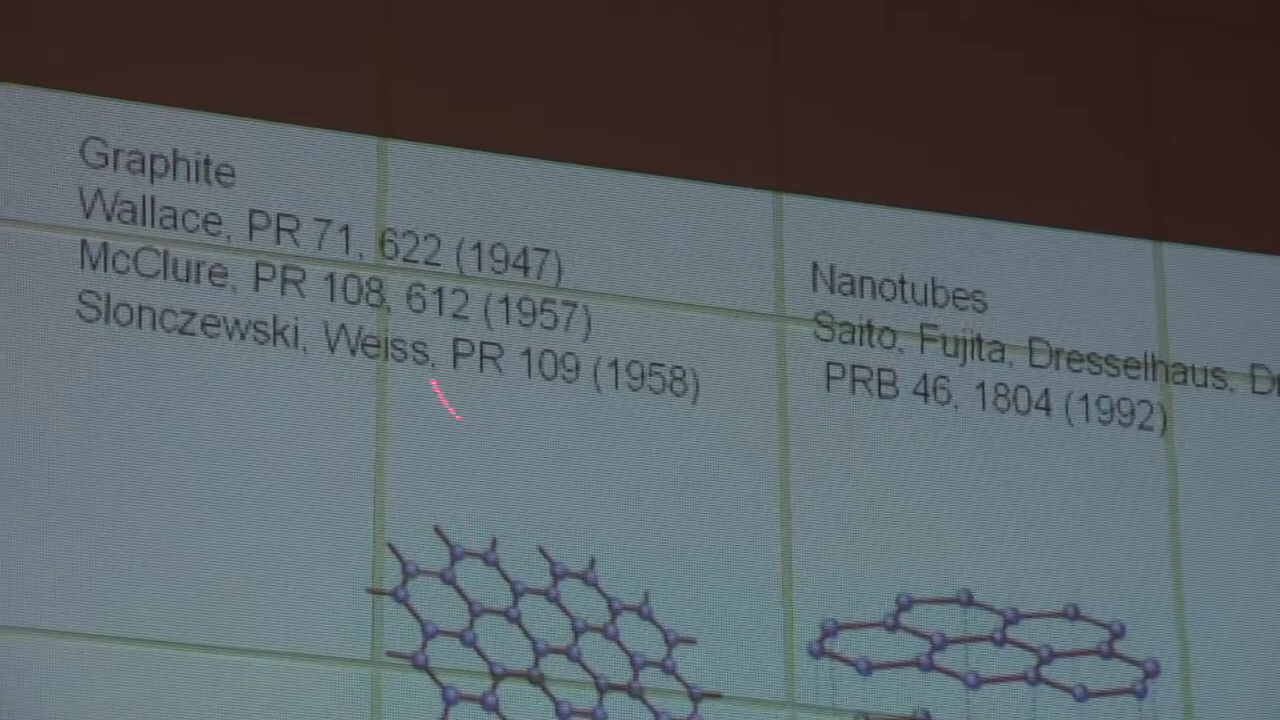 Graphite
Wallace, PR 71, 622 (1947)
McClure, PR 108, 612 (1957)
Slonczewski, Weiss, PR 109 (1958)
Nanotubes
Saito, Fujita, Dresselhaus,
PRB 46, 1804 (1992)